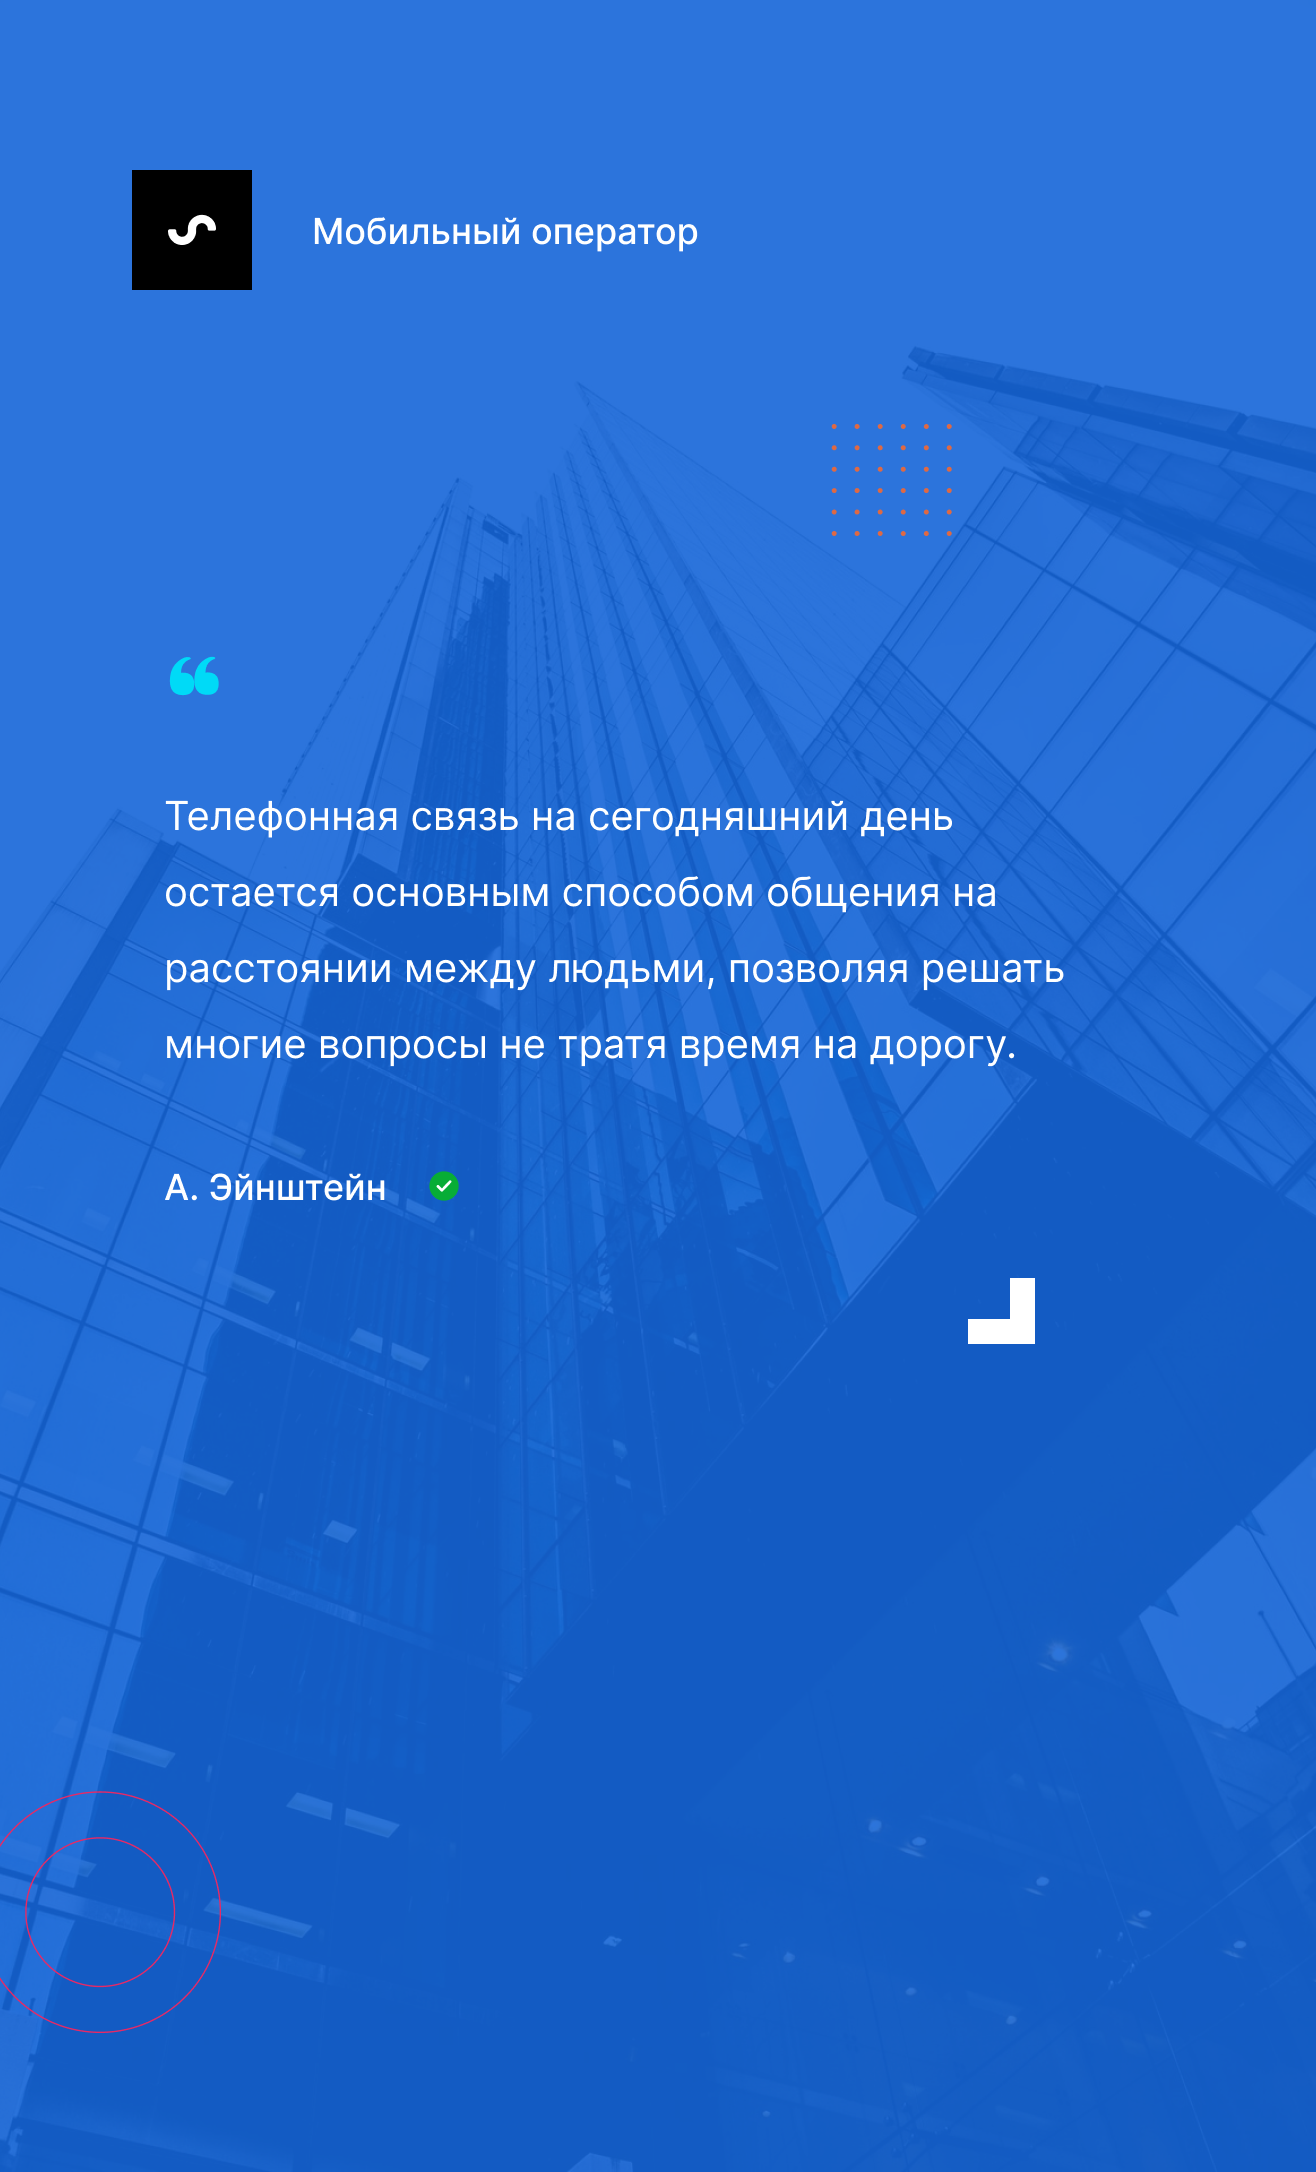 Мобильный оператор
“
Телефонная связь на сегодняшний день
остается основным способом общения на
расстоянии между людьми, позволяя решать
многие вопросы не тратя время на дорогу.
А. Эйнштейн